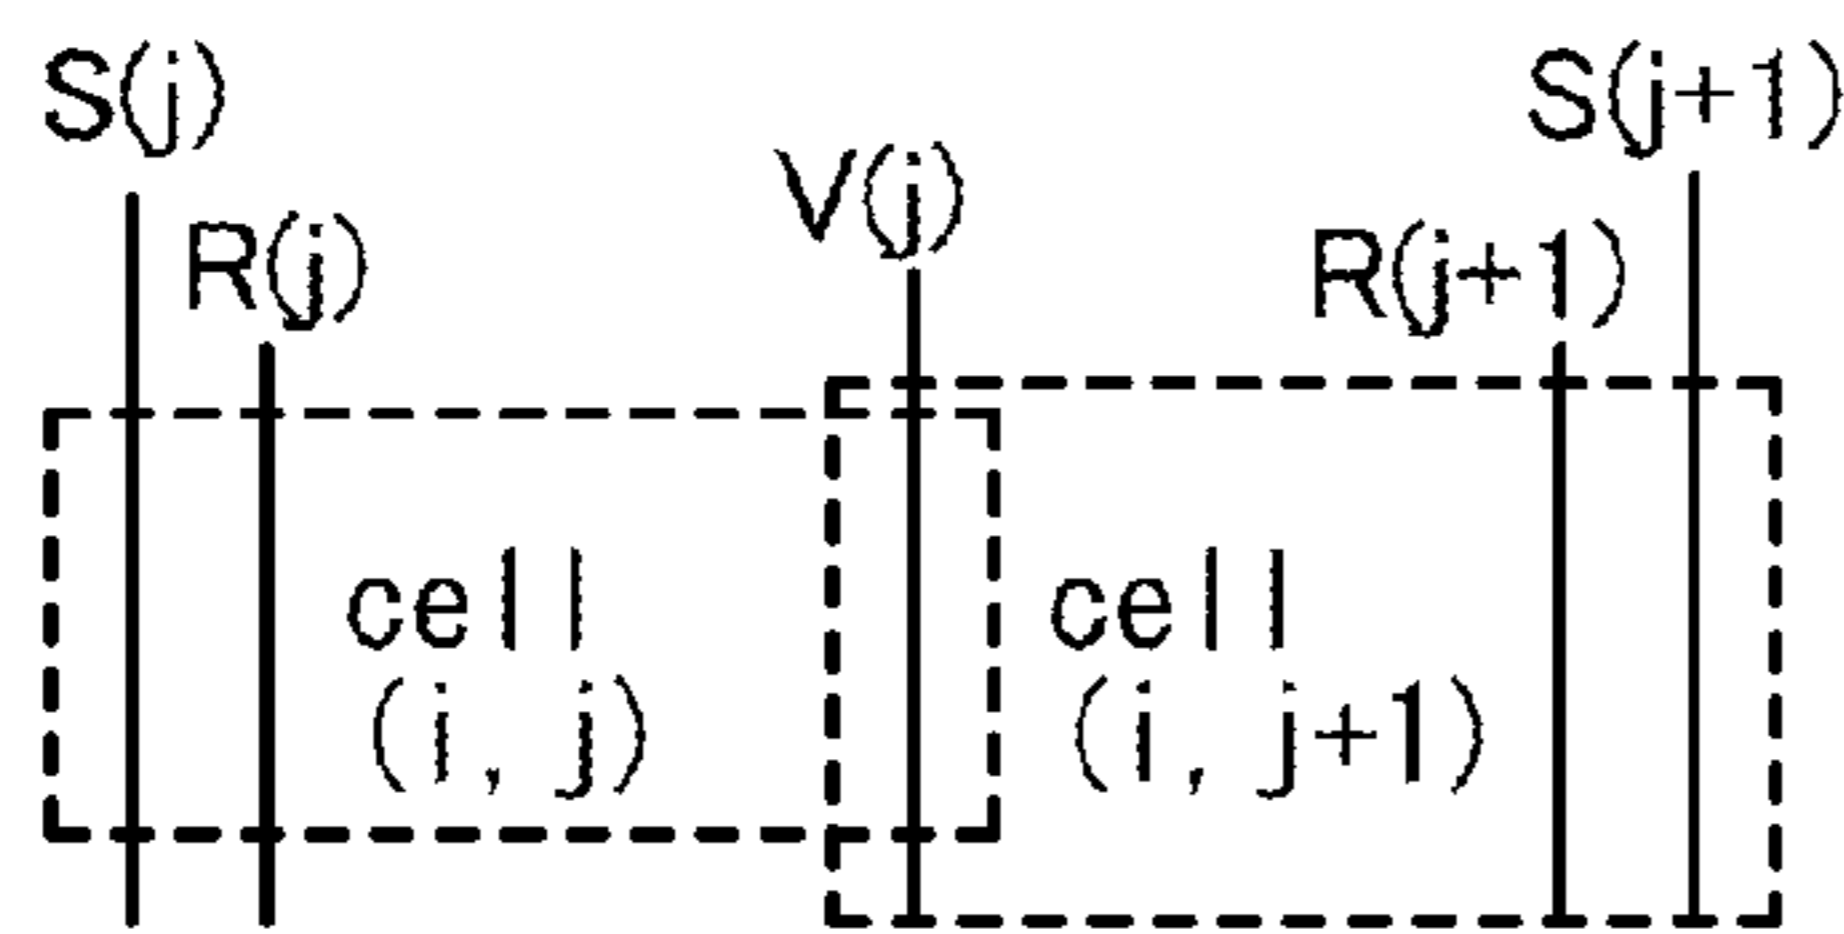 S(j)
S(j+1)
V(j)
R(j)
R(j+1)
cell
(i, j)
cell
(i, j+1)